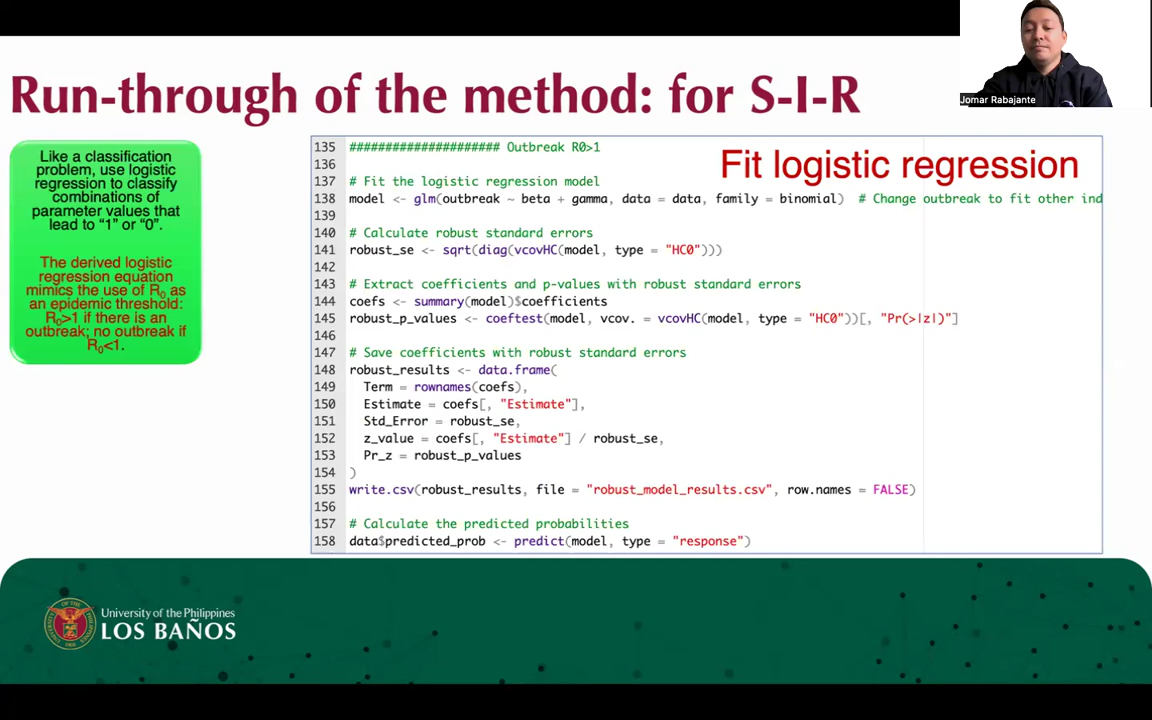 Run-through of the method: for S-I-R
Jomar Rabajante
Like a classification
problem, use logistic
regression to classify
combinations of
parameter values that
lead to “1” or “0”.
The derived logistic
regression equation
mimics the use of R0 as
an epidemic threshold:
R0>1 if there is an
outbreak; no outbreak if
R0<1.
Fit logistic regression
135 ##################### Outbreak R0>1
136
137 # Fit the logistic regression model
138 model <- glm(outbreak ~ beta + gamma, data = data, family = binomial)  # Change outbreak to fit other ind
139
140 # Calculate robust standard errors
141 robust_se <- sqrt(diag(vcovHC(model, type = "HC0")))
142
143 # Extract coefficients and p-values with robust standard errors
144 coefs <- summary(model)$coefficients
145 robust_p_values <- coeftest(model, vcov. = vcovHC(model, type = "HC0"))[, "Pr(>|z|)"]
146
147 # Save coefficients with robust standard errors
148 robust_results <- data.frame(
149   Term = rownames(coefs),
150   Estimate = coefs[, "Estimate"],
151   Std_Error = robust_se,
152   z_value = coefs[, "Estimate"] / robust_se,
153   Pr_z = robust_p_values
154 )
155 write.csv(robust_results, file = "robust_model_results.csv", row.names = FALSE)
156
157 # Calculate the predicted probabilities
158 data$predicted_prob <- predict(model, type = "response")
University of the Philippines
LOS BAÑOS